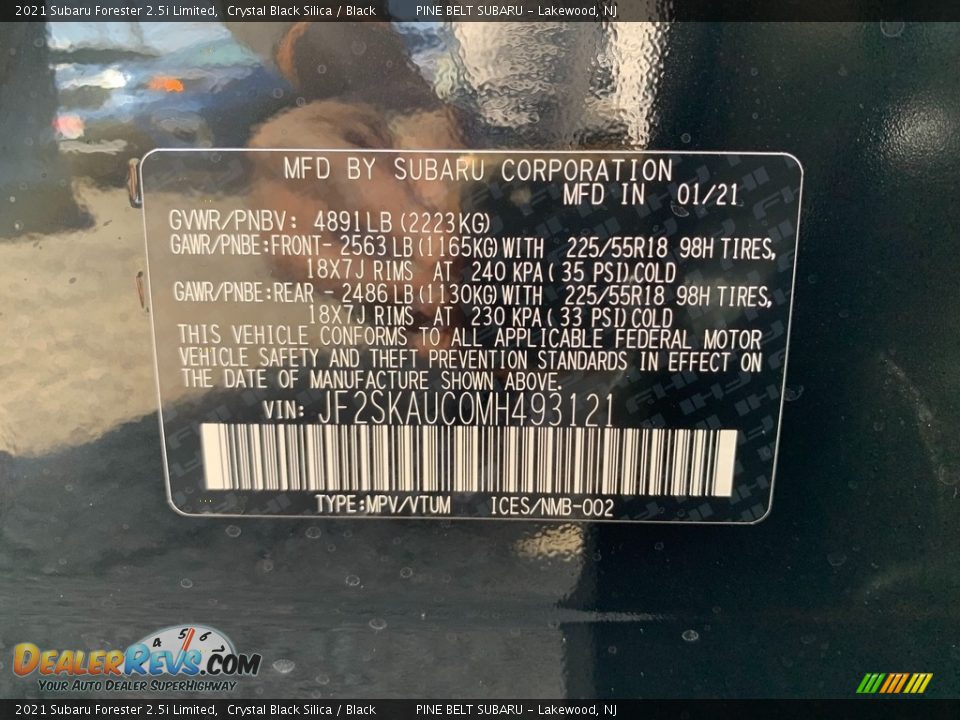 2021 Subaru Forester 2.5i Limited, Crystal Black Silica / Black PINE BELT SUBARU - Lakewood, NJ
MFD BY SUBARU CORPORATION
MFD IN 01/21
GVWR/PNBV: 4891LB(2223KG)
GAWR/PNBE:FRONT- 2563LB(1165KG)WITH 225/55R18 98H TIRES,
18X7J RIMS AT 240 KPA( 35 PSI)COLD
GAWR/PNBE:REAR - 2486LB(1130KG)WITH 225/55R18 98H TIRES,
18X7J RIMS AT 230 KPA( 33 PSI)COLD
THIS VEHICLE CONFORMS TO ALL APPLICABLE FEDERAL MOTOR
VEHICLE SAFETY AND THEFT PREVENTION STANDARDS IN EFFECT ON
THE DATE OF MANUFACTURE SHOWN ABOVE.
VIN: JF2SKAUC0MH493121
TYPE:MPV/VTUM ICES/NMB-002
4 5 6
DEALERREVS.COM
YOUR AUTO DEALER SUPERHIGHWAY
2021 Subaru Forester 2.5i Limited, Crystal Black Silica / Black PINE BELT SUBARU - Lakewood, NJ